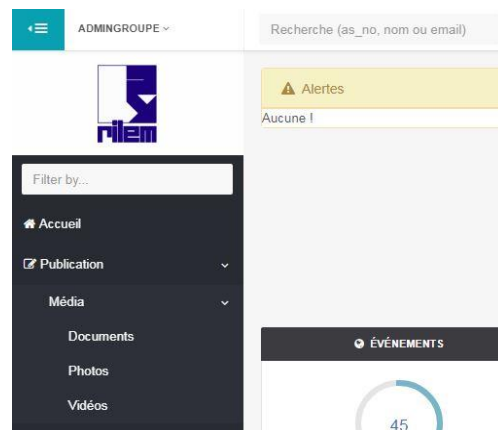 ADMINGROUPE
Recherche (as_no, nom ou email)
rilem
Alertes
Aucune !
Filter by...
Accueil
Publication
Média
Documents
Photos
Vidéos
ÉVÉNEMENTS
45